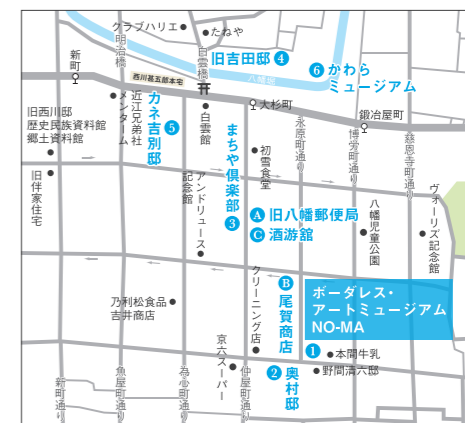 クラブハリエ
たねや
明治橋
白雲橋
旧吉田邸 4
八幡堀
6 かわら
ミュージアム
新町
西川甚五郎本宅
大杉町
鍛冶屋町
旧西川邸
歴史民族資料館
郷土資料館
メンターム
近江兄弟社
カネ吉別邸
5
白雲館
まちや倶楽部
3
初雪食堂
永原町通り
博労町通り
慈恩寺町通り
旧伴家住宅
アンドリュース
記念館
A 旧八幡郵便局
C 酒游舘
八幡児童公園
ヴォーリズ記念館
クリーニング店
B
尾賀商店
ボーダレス・
アートミュージアム
NO-MA
乃利松食品
吉井商店
京六スーパー
1
本間牛乳
野間清六邸
2 奥村邸
新町通り
魚屋町通り
為心町通り
仲屋町通り